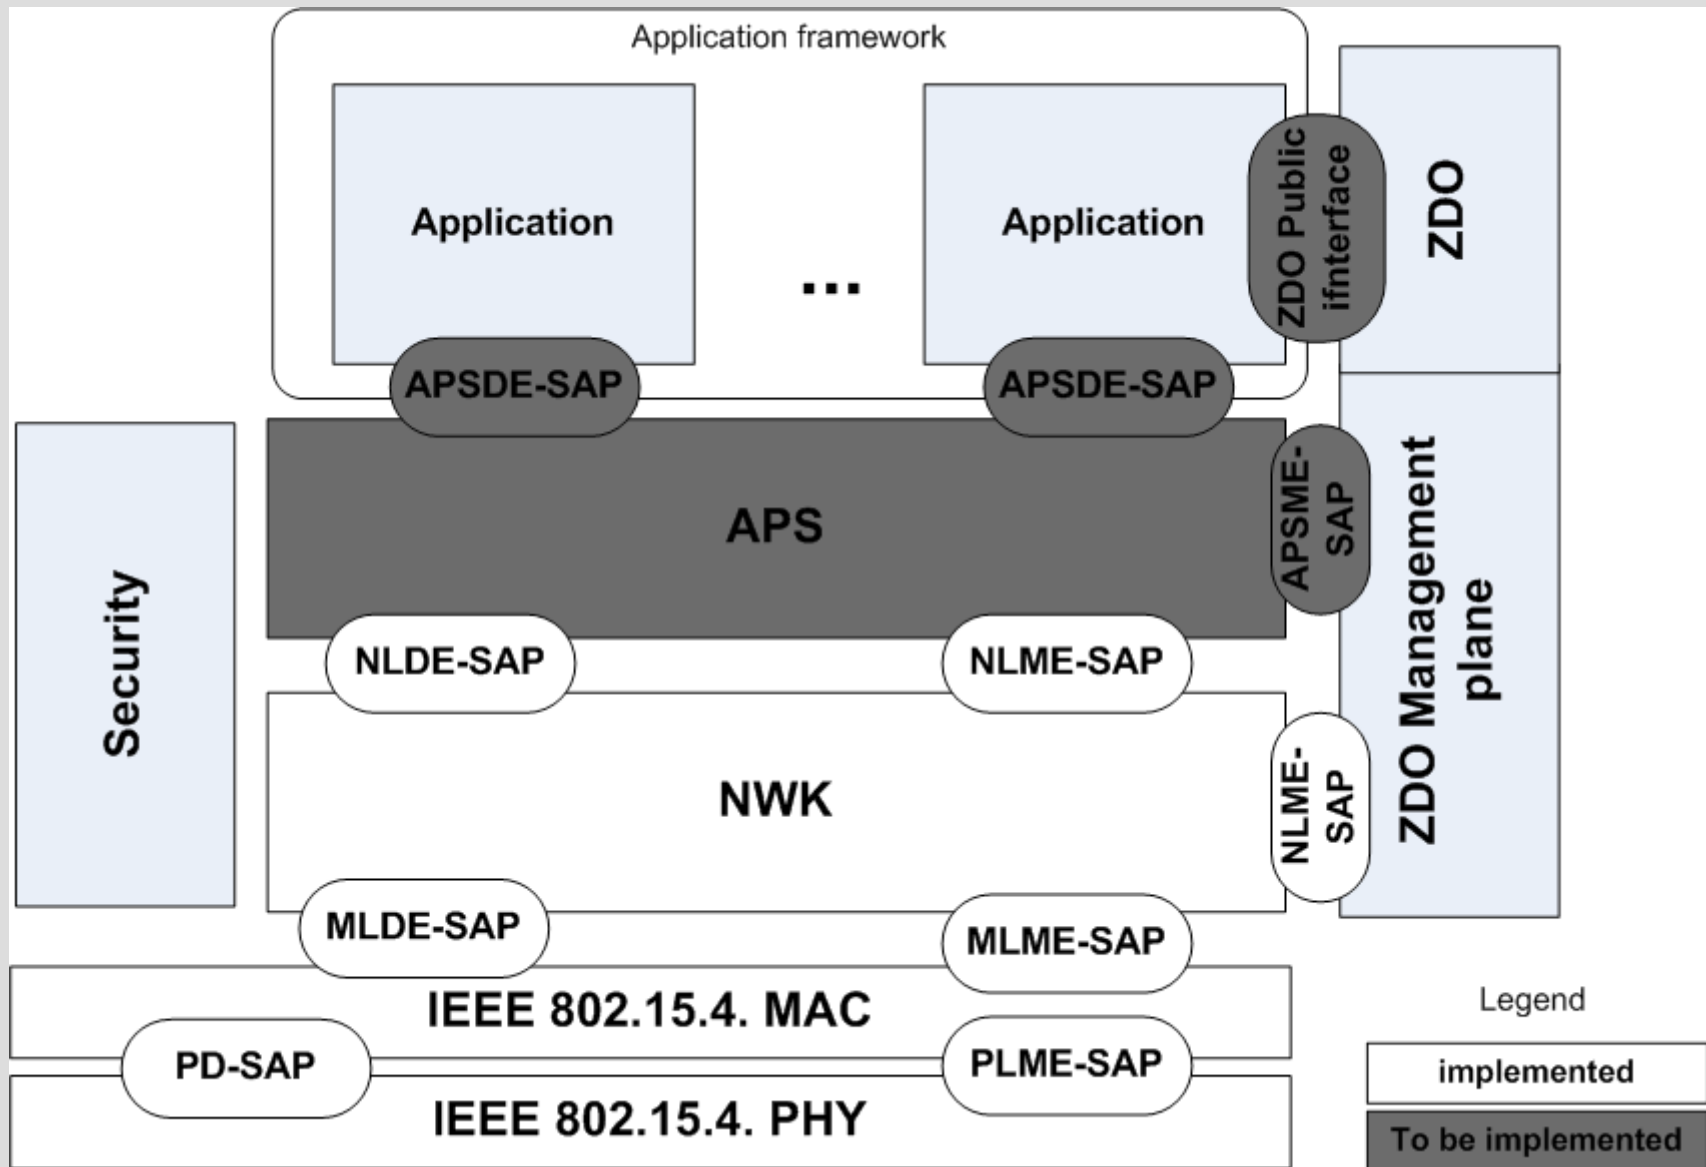 Application framework
Application
...
Application
ZDO Public
ifnterface
ZDO
APSDE-SAP
APSDE-SAP
Security
APS
APSME-
SAP
ZDO Management
plane
NLDE-SAP
NLME-SAP
NWK
NLME-
SAP
MLDE-SAP
MLME-SAP
IEEE 802.15.4. MAC
PD-SAP
PLME-SAP
IEEE 802.15.4. PHY
Legend
implemented
To be implemented